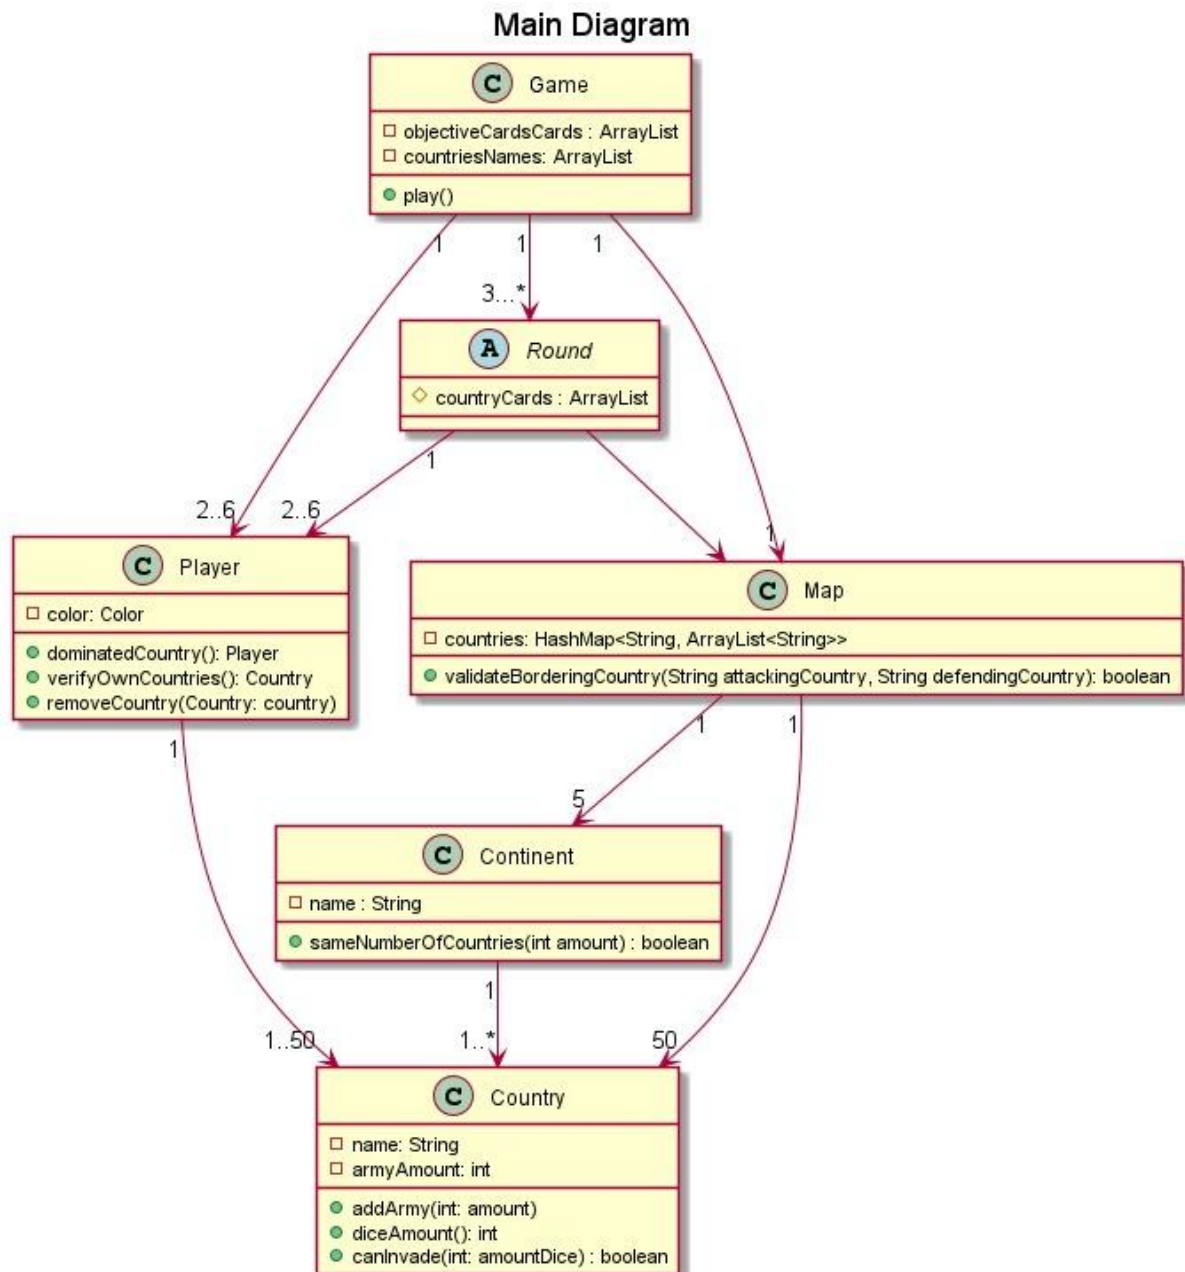 Main Diagram
C Game
objectiveCardsCards : ArrayList
countriesNames: ArrayList
play()
1 1 1
3...*
A Round
countryCards : ArrayList
1
2..6 2..6
1
C Player
color: Color
dominatedCountry(): Player
verifyOwnCountries(): Country
removeCountry(Country: country)
C Map
countries: HashMap<String, ArrayList<String>>
validateBorderingCountry(String attackingCountry, String defendingCountry): boolean
1 1 1
5
C Continent
name : String
sameNumberOfCountries(int amount) : boolean
1
1..50 1..* 50
C Country
name: String
armyAmount: int
addArmy(int: amount)
diceAmount(): int
canInvade(int: amountDice) : boolean